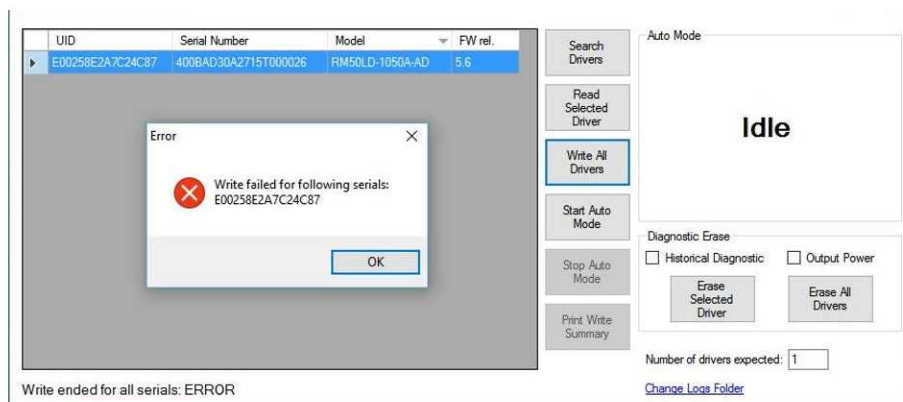 UID Serial Number Model FW rel.
E00258E2A7C24C87 400BAD30A2715T000026 RM50LD-1050A-AD 5.6
Error
Write failed for following serials:
E00258E2A7C24C87
OK
Search
Drivers
Read
Selected
Driver
Write All
Drivers
Start Auto
Mode
Stop Auto
Mode
Print Write
Summary
Auto Mode
Idle
Diagnostic Erase
Historical Diagnostic Output Power
Erase
Selected
Driver
Erase All
Drivers
Number of drivers expected: 1
Change Logs Folder
Write ended for all serials: ERROR